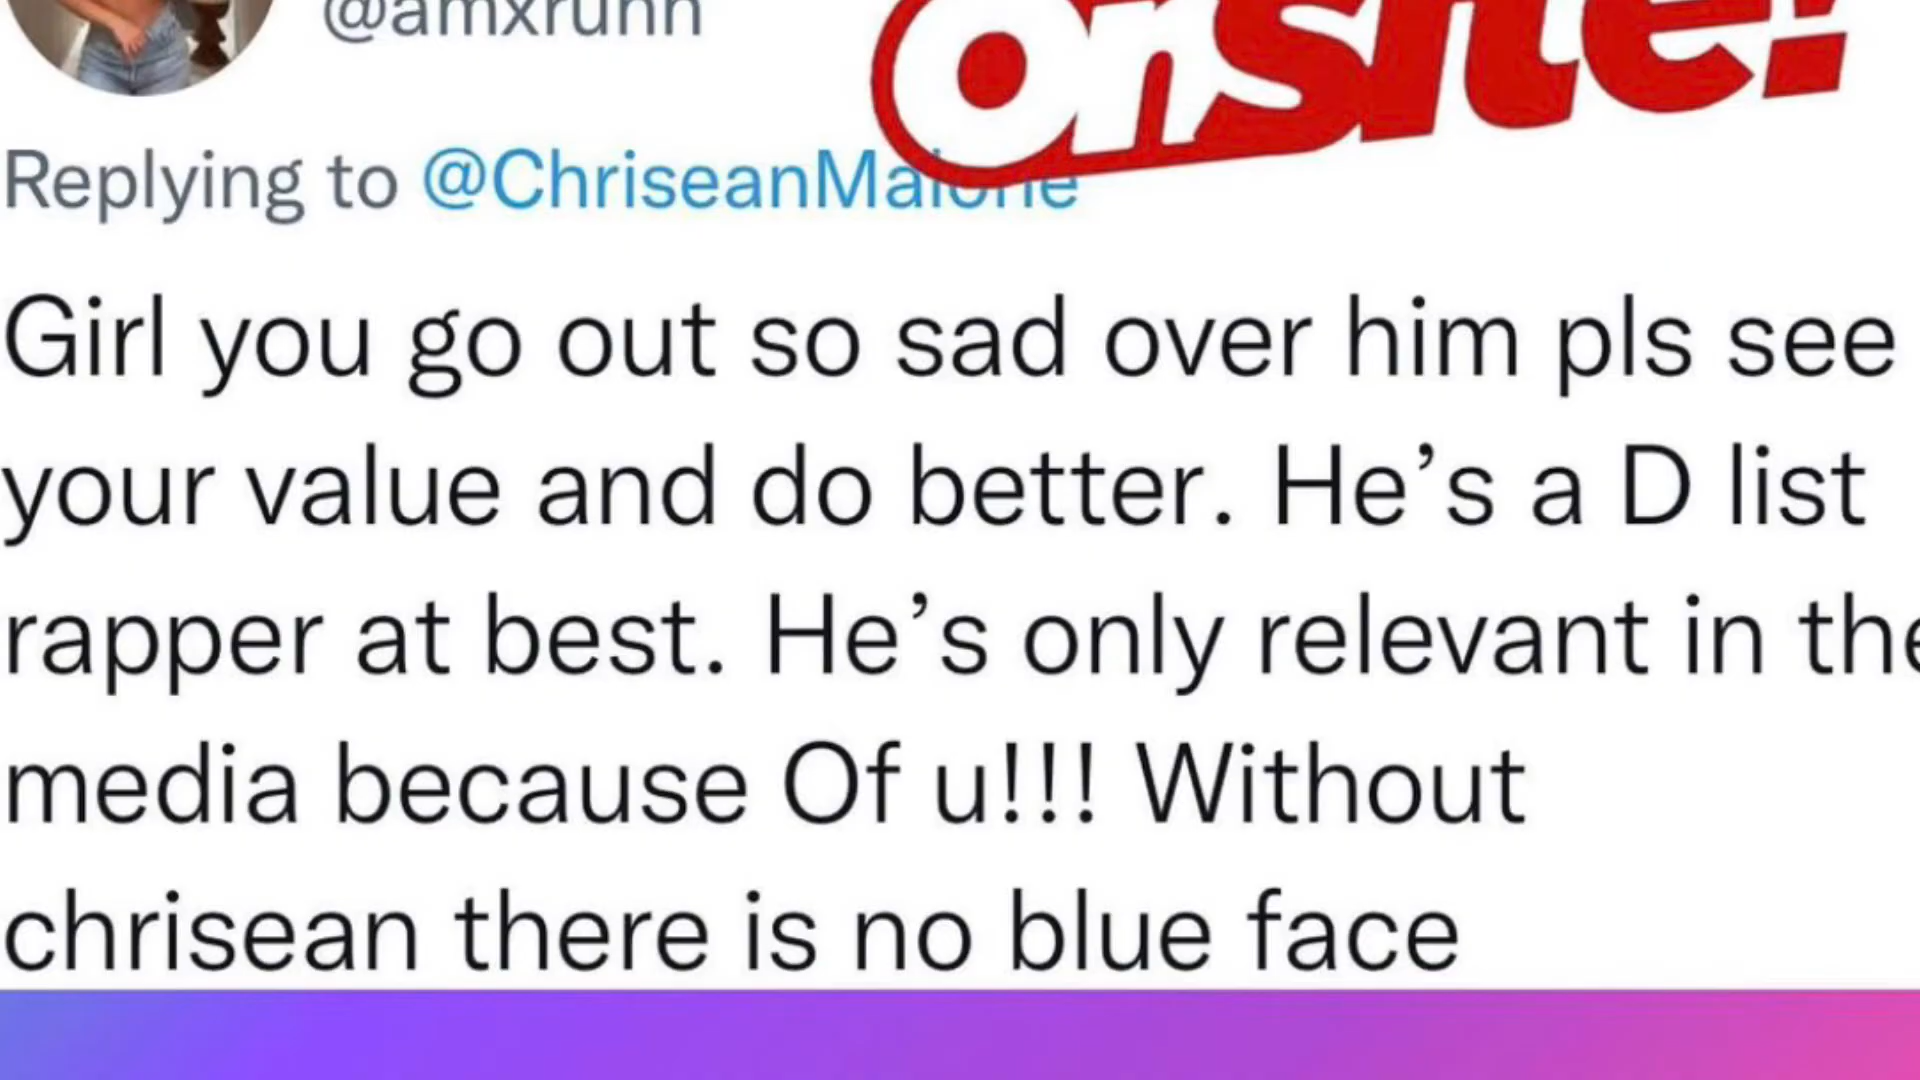 @amxrunn
Onsite!
Replying to @ChriseanMalone
Girl you go out so sad over him pls see
your value and do better. He’s a D list
rapper at best. He’s only relevant in the
media because Of u!!! Without
chrisean there is no blue face